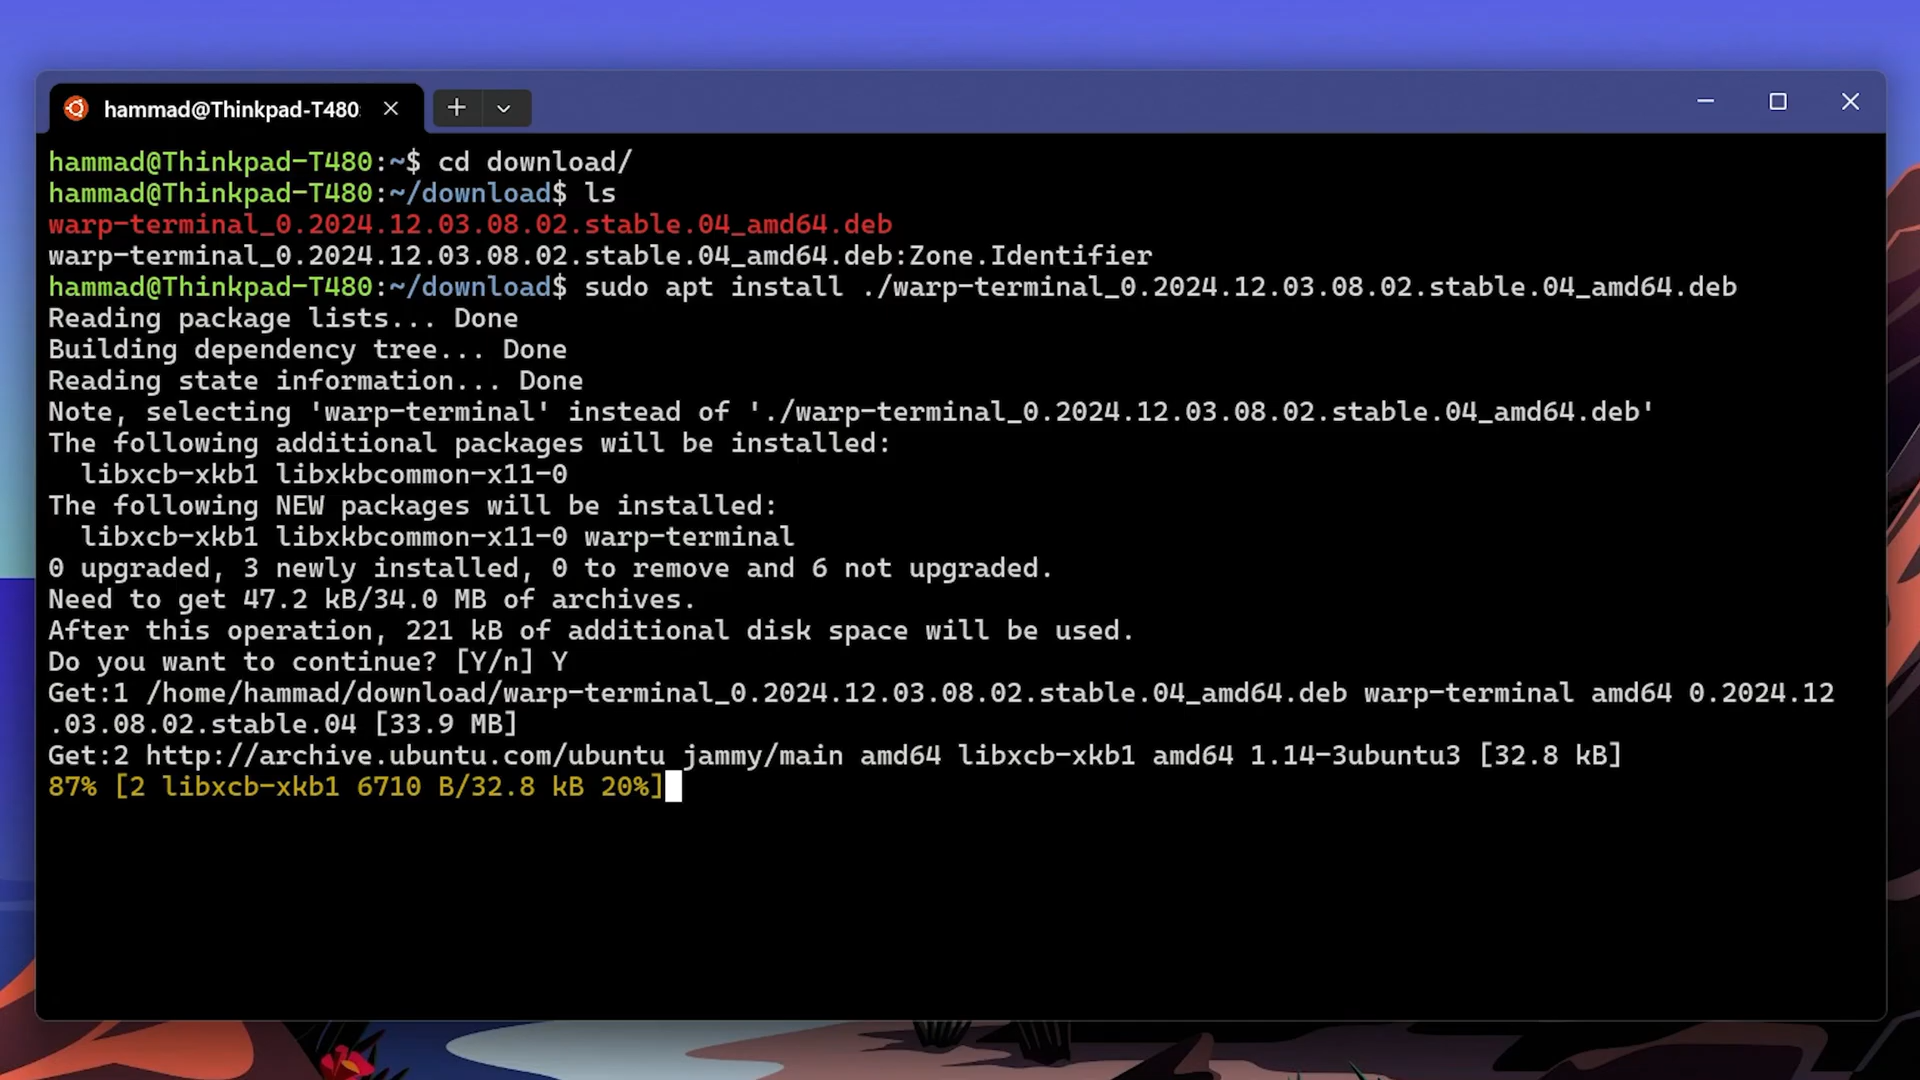 hammad@Thinkpad-T480:
hammad@Thinkpad-T480:~$ cd download/
hammad@Thinkpad-T480:~/download$ ls
warp-terminal_0.2024.12.03.08.02.stable.04_amd64.deb
warp-terminal_0.2024.12.03.08.02.stable.04_amd64.deb:Zone.Identifier
hammad@Thinkpad-T480:~/download$ sudo apt install ./warp-terminal_0.2024.12.03.08.02.stable.04_amd64.deb
Reading package lists... Done
Building dependency tree... Done
Reading state information... Done
Note, selecting 'warp-terminal' instead of './warp-terminal_0.2024.12.03.08.02.stable.04_amd64.deb'
The following additional packages will be installed:
  libxcb-xkb1 libxkbcommon-x11-0
The following NEW packages will be installed:
  libxcb-xkb1 libxkbcommon-x11-0 warp-terminal
0 upgraded, 3 newly installed, 0 to remove and 6 not upgraded.
Need to get 47.2 kB/34.0 MB of archives.
After this operation, 221 kB of additional disk space will be used.
Do you want to continue? [Y/n] Y
Get:1 /home/hammad/download/warp-terminal_0.2024.12.03.08.02.stable.04_amd64.deb warp-terminal amd64 0.2024.12
.03.08.02.stable.04 [33.9 MB]
Get:2 http://archive.ubuntu.com/ubuntu jammy/main amd64 libxcb-xkb1 amd64 1.14-3ubuntu3 [32.8 kB]
87% [2 libxcb-xkb1 6710 B/32.8 kB 20%]